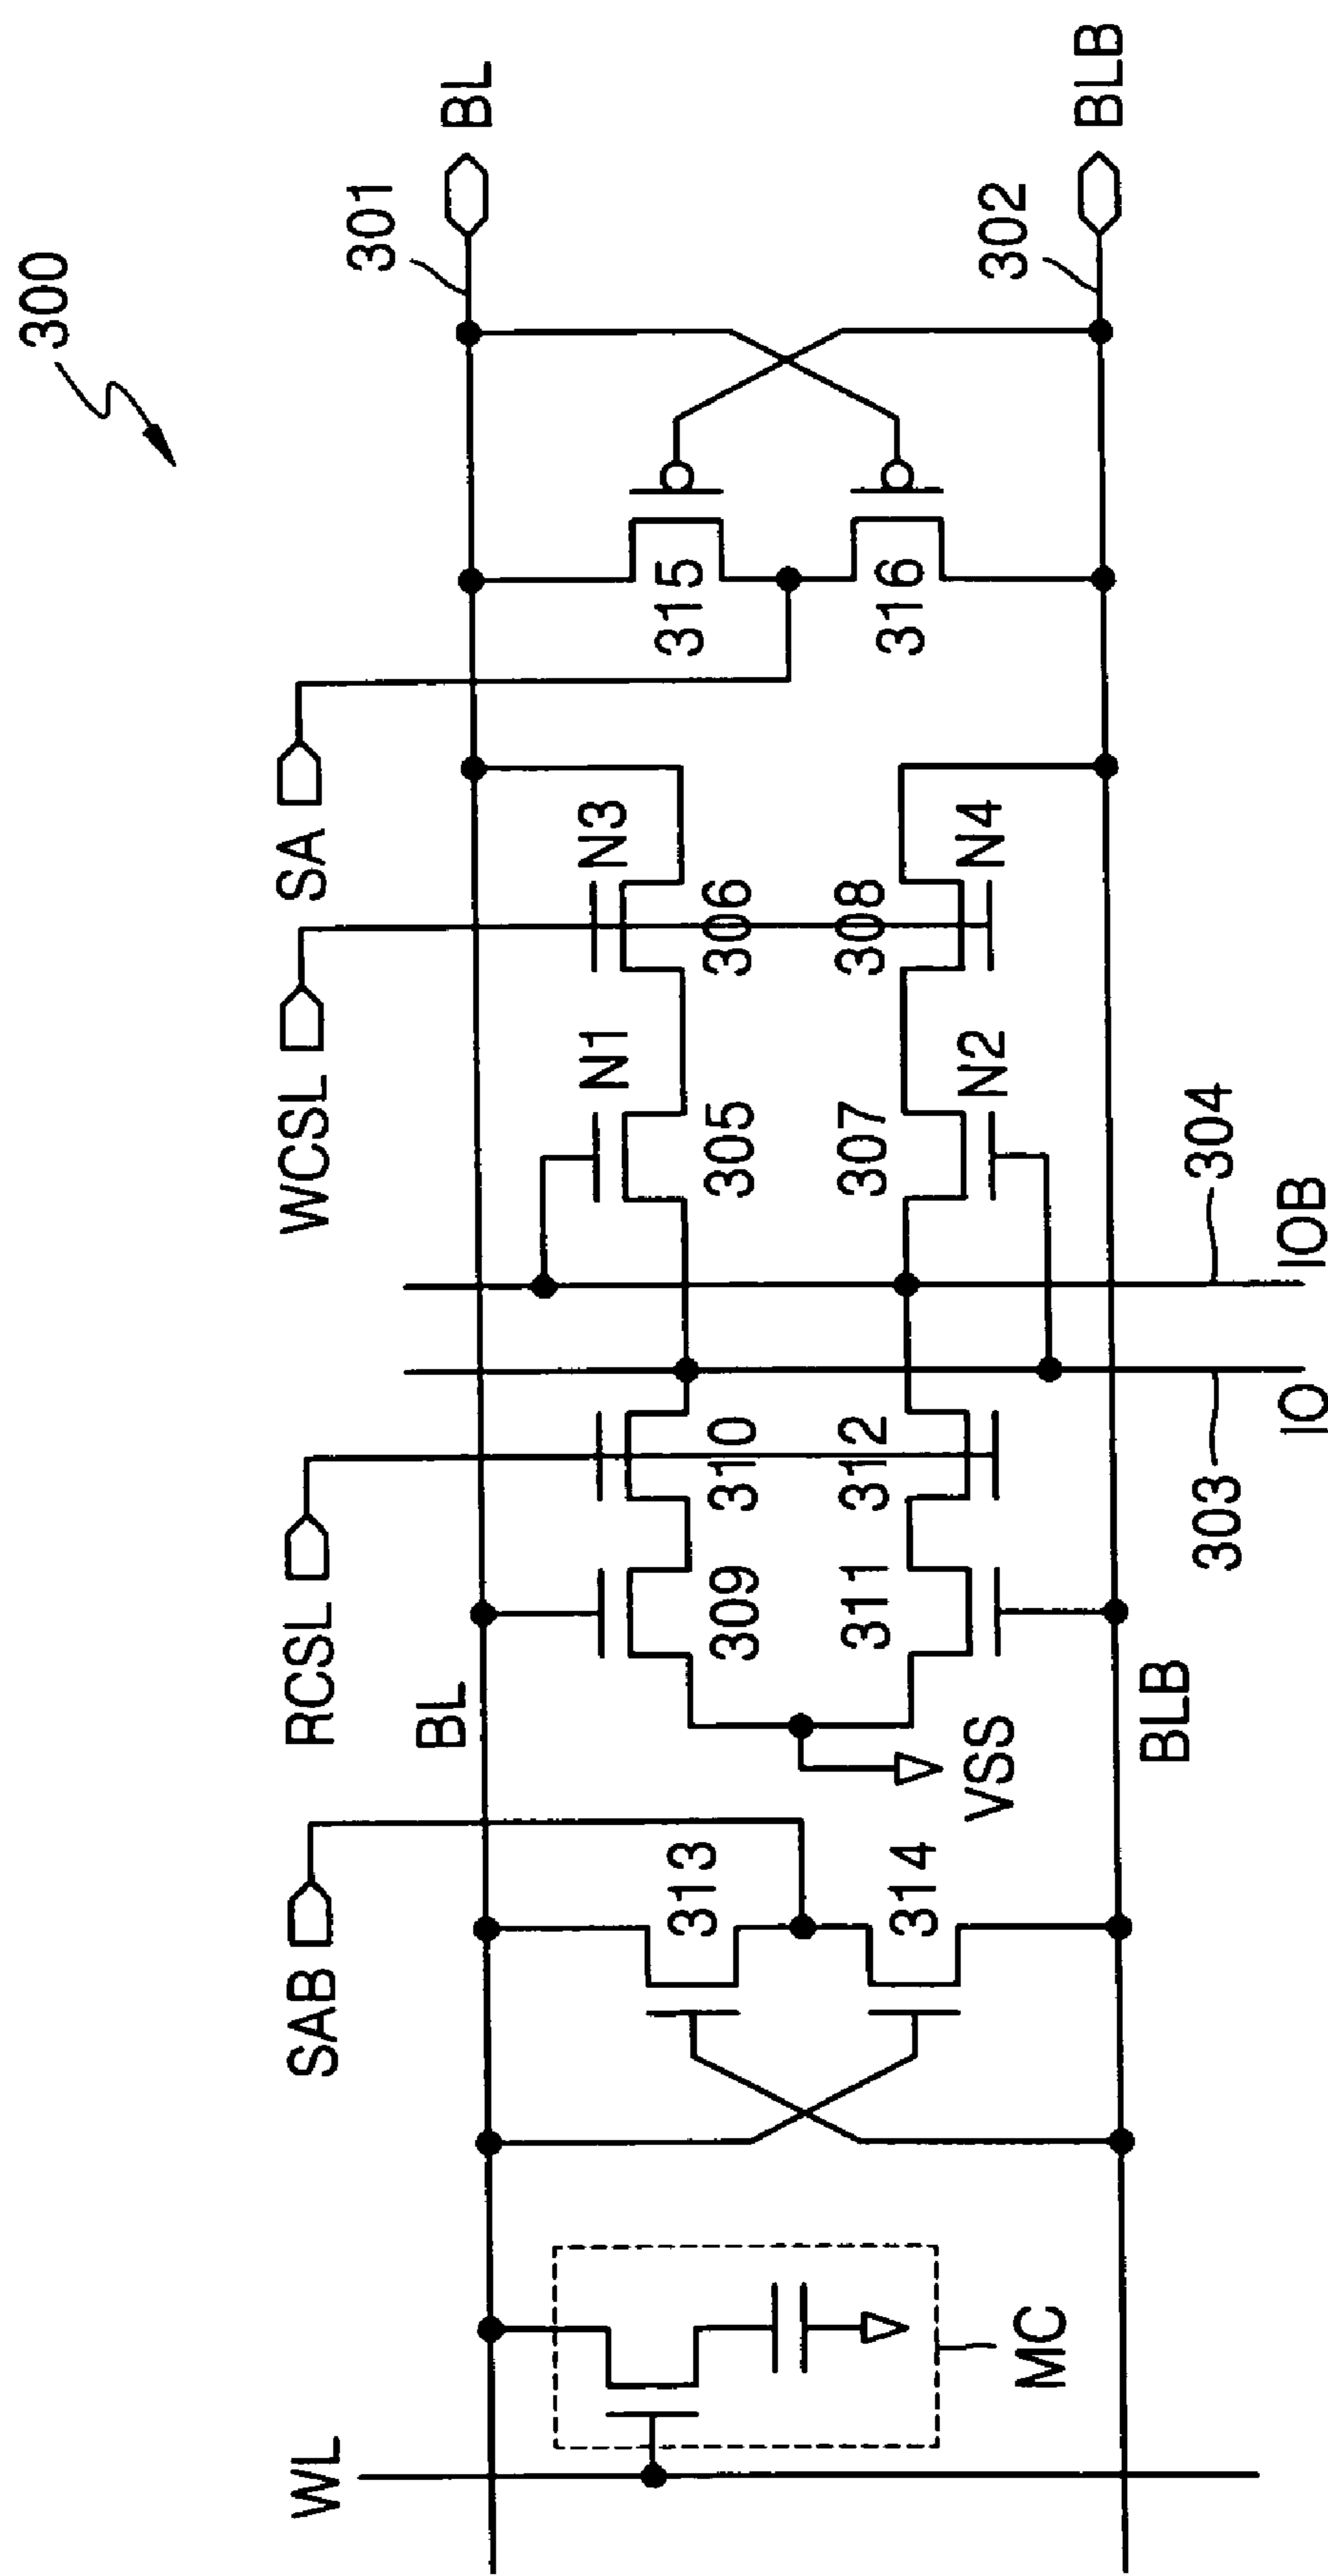 300
WL
SAB
RCSL
WCSL
SA
BL
301
BL
N1
N3
MC
313
314
309
310
305
306
315
311
312
307
308
316
VSS
N2
N4
302
BLB
BLB
303
304
IO
IOB